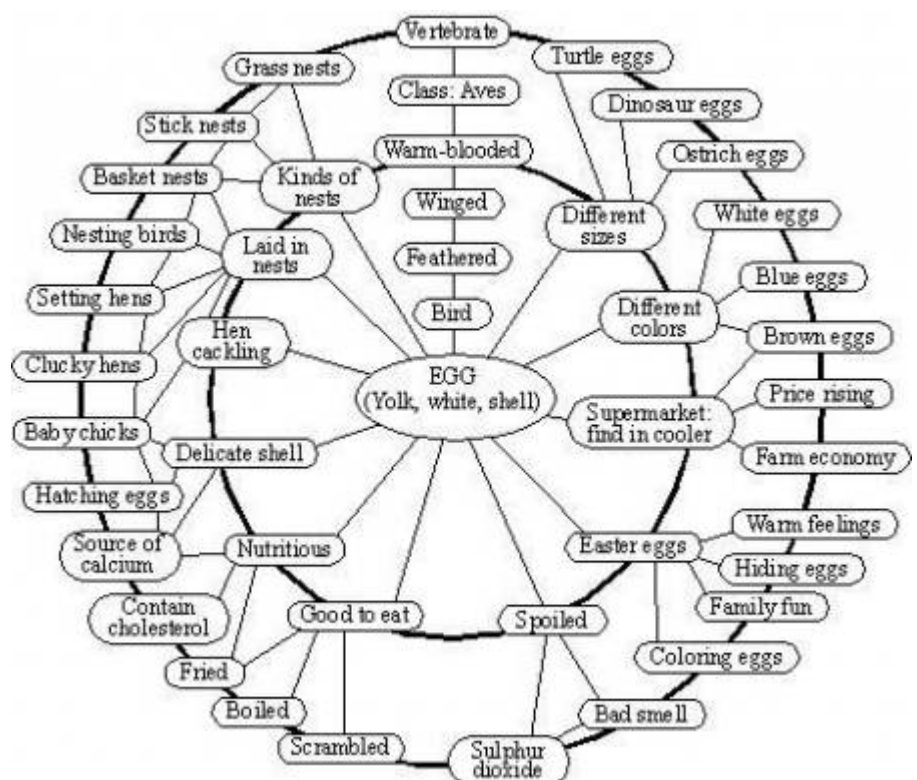 Vertebrate
Grass nests
Turtle eggs
Class: Aves
Dinosaur eggs
Stick nests
Warm-blooded
Ostrich eggs
Basket nests
Kinds of
nests
Winged
Different
sizes
White eggs
Nesting birds
Laid in
nests
Feathered
Blue eggs
Setting hens
Bird
Different
colors
Hen
cackling
Brown eggs
Clucky hens
EGG
(Yolk, white, shell)
Price rising
Supermarket:
find in cooler
Baby chicks
Delicate shell
Farm economy
Hatching eggs
Warm feelings
Source of
calcium
Nutritious
Easter eggs
Hiding eggs
Contain
cholesterol
Good to eat
Spoiled
Family fun
Coloring eggs
Fried
Boiled
Bad smell
Scrambled
Sulphur
dioxide